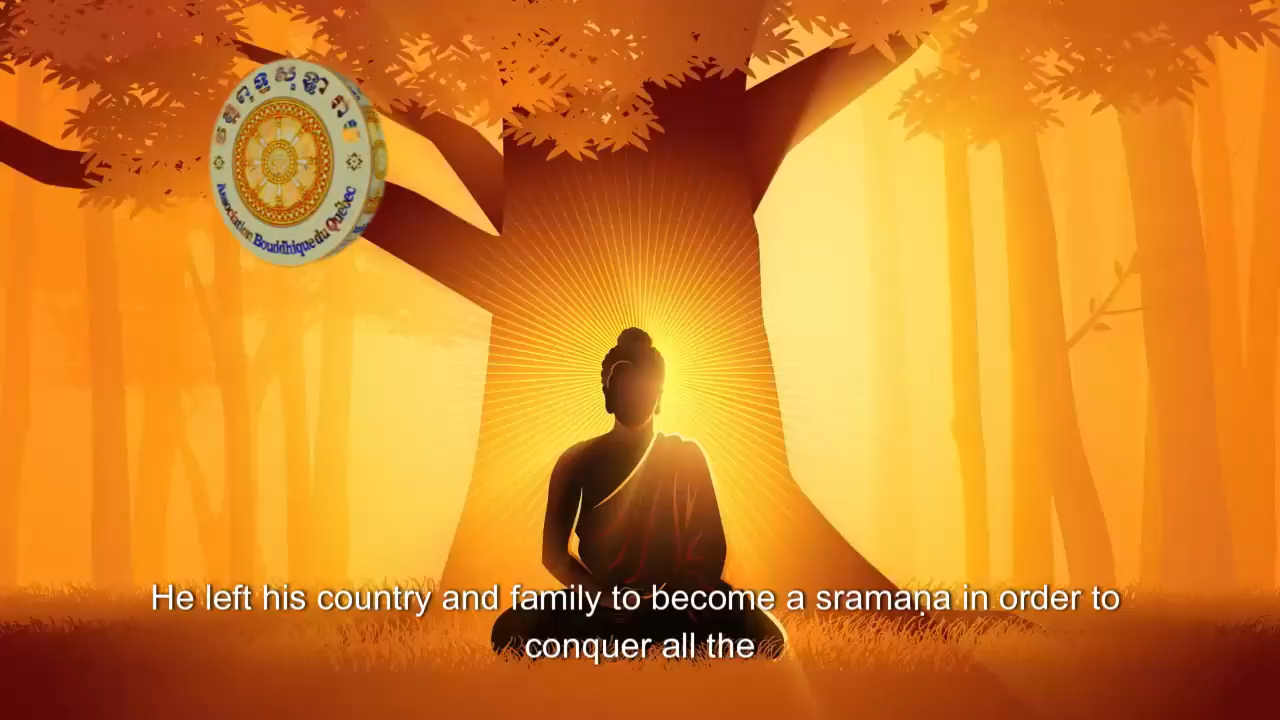 Association Bouddhique du Québec
He left his country and family to become a sramaṇa in order to
conquer all the